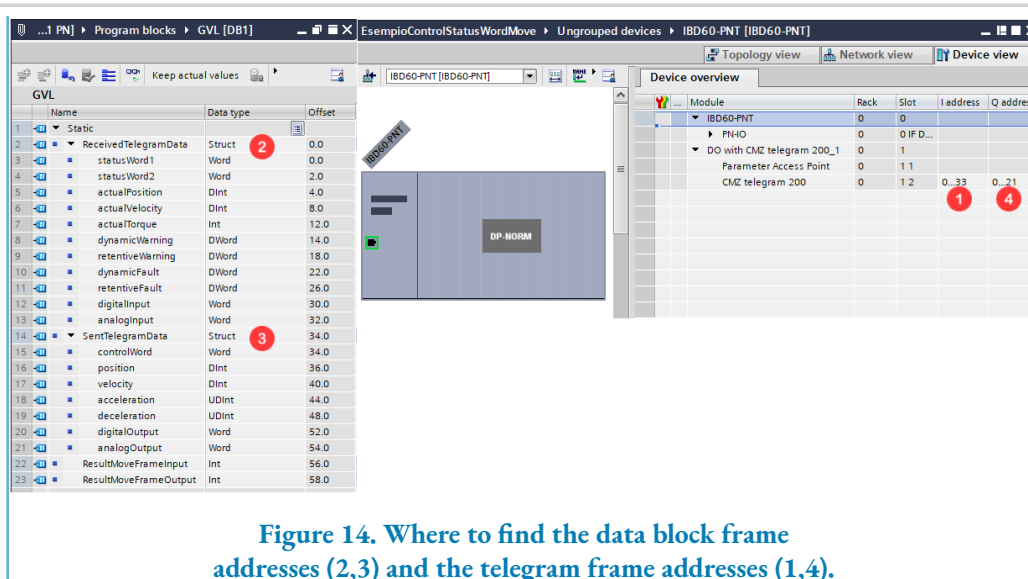 ...1 PN] ▸ Program blocks ▸ GVL [DB1]
Keep actual values
GVL
Name Data type Offset
1 Static
2 ReceivedTelegramData Struct 2 0.0
3 statusWord1 Word 0.0
4 statusWord2 Word 2.0
5 actualPosition DInt 4.0
6 actualVelocity DInt 8.0
7 actualTorque Int 12.0
8 dynamicWarning DWord 14.0
9 retentiveWarning DWord 18.0
10 dynamicFault DWord 22.0
11 retentiveFault DWord 26.0
12 digitalInput Word 30.0
13 analogInput Word 32.0
14 SentTelegramData Struct 3 34.0
15 controlWord Word 34.0
16 position DInt 36.0
17 velocity DInt 40.0
18 acceleration UDInt 44.0
19 deceleration UDInt 48.0
20 digitalOutput Word 52.0
21 analogOutput Word 54.0
22 ResultMoveFrameInput Int 56.0
23 ResultMoveFrameOutput Int 58.0
EsempioControlStatusWordMove ▸ Ungrouped devices ▸ IBD60-PNT [IBD60-PNT]
Topology view Network view Device view
IBD60-PNT [IBD60-PNT]
IBD60-PNT
DP-NORM
Device overview
... Module Rack Slot I address Q addres
IBD60-PNT 0 0
PN-IO 0 0 IF D...
DO with CMZ telegram 200_1 0 1
Parameter Access Point 0 1 1
CMZ telegram 200 0 1 2 0...33 0...21
1 4
Figure 14. Where to find the data block frame
addresses (2,3) and the telegram frame addresses (1,4).